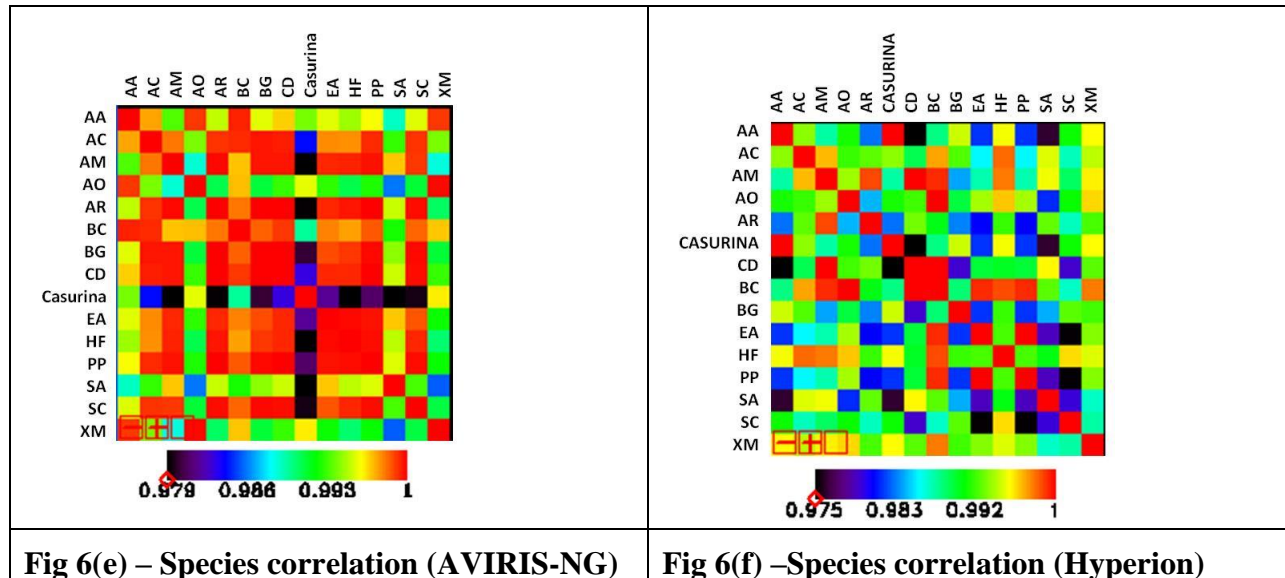 AA AC AM AO AR BC BG CD Casurina EA HF PP SA SC XM
AA
AC
AM
AO
AR
BC
BG
CD
Casurina
EA
HF
PP
SA
SC
XM
0.979 0.986 0.993 1
Fig 6(e) – Species correlation (AVIRIS-NG)
AA AC AM AO AR CASURINA CD BC BG EA HF PP SA SC XM
AA
AC
AM
AO
AR
CASURINA
CD
BC
BG
EA
HF
PP
SA
SC
XM
0.975 0.983 0.992 1
Fig 6(f) –Species correlation (Hyperion)